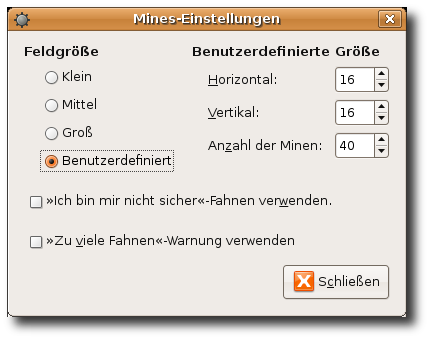 Mines-Einstellungen
Feldgröße
Klein
Mittel
Groß
Benutzerdefiniert
Benutzerdefinierte Größe
Horizontal: 16
Vertikal: 16
Anzahl der Minen: 40
»Ich bin mir nicht sicher«-Fahnen verwenden.
»Zu viele Fahnen«-Warnung verwenden
Schließen